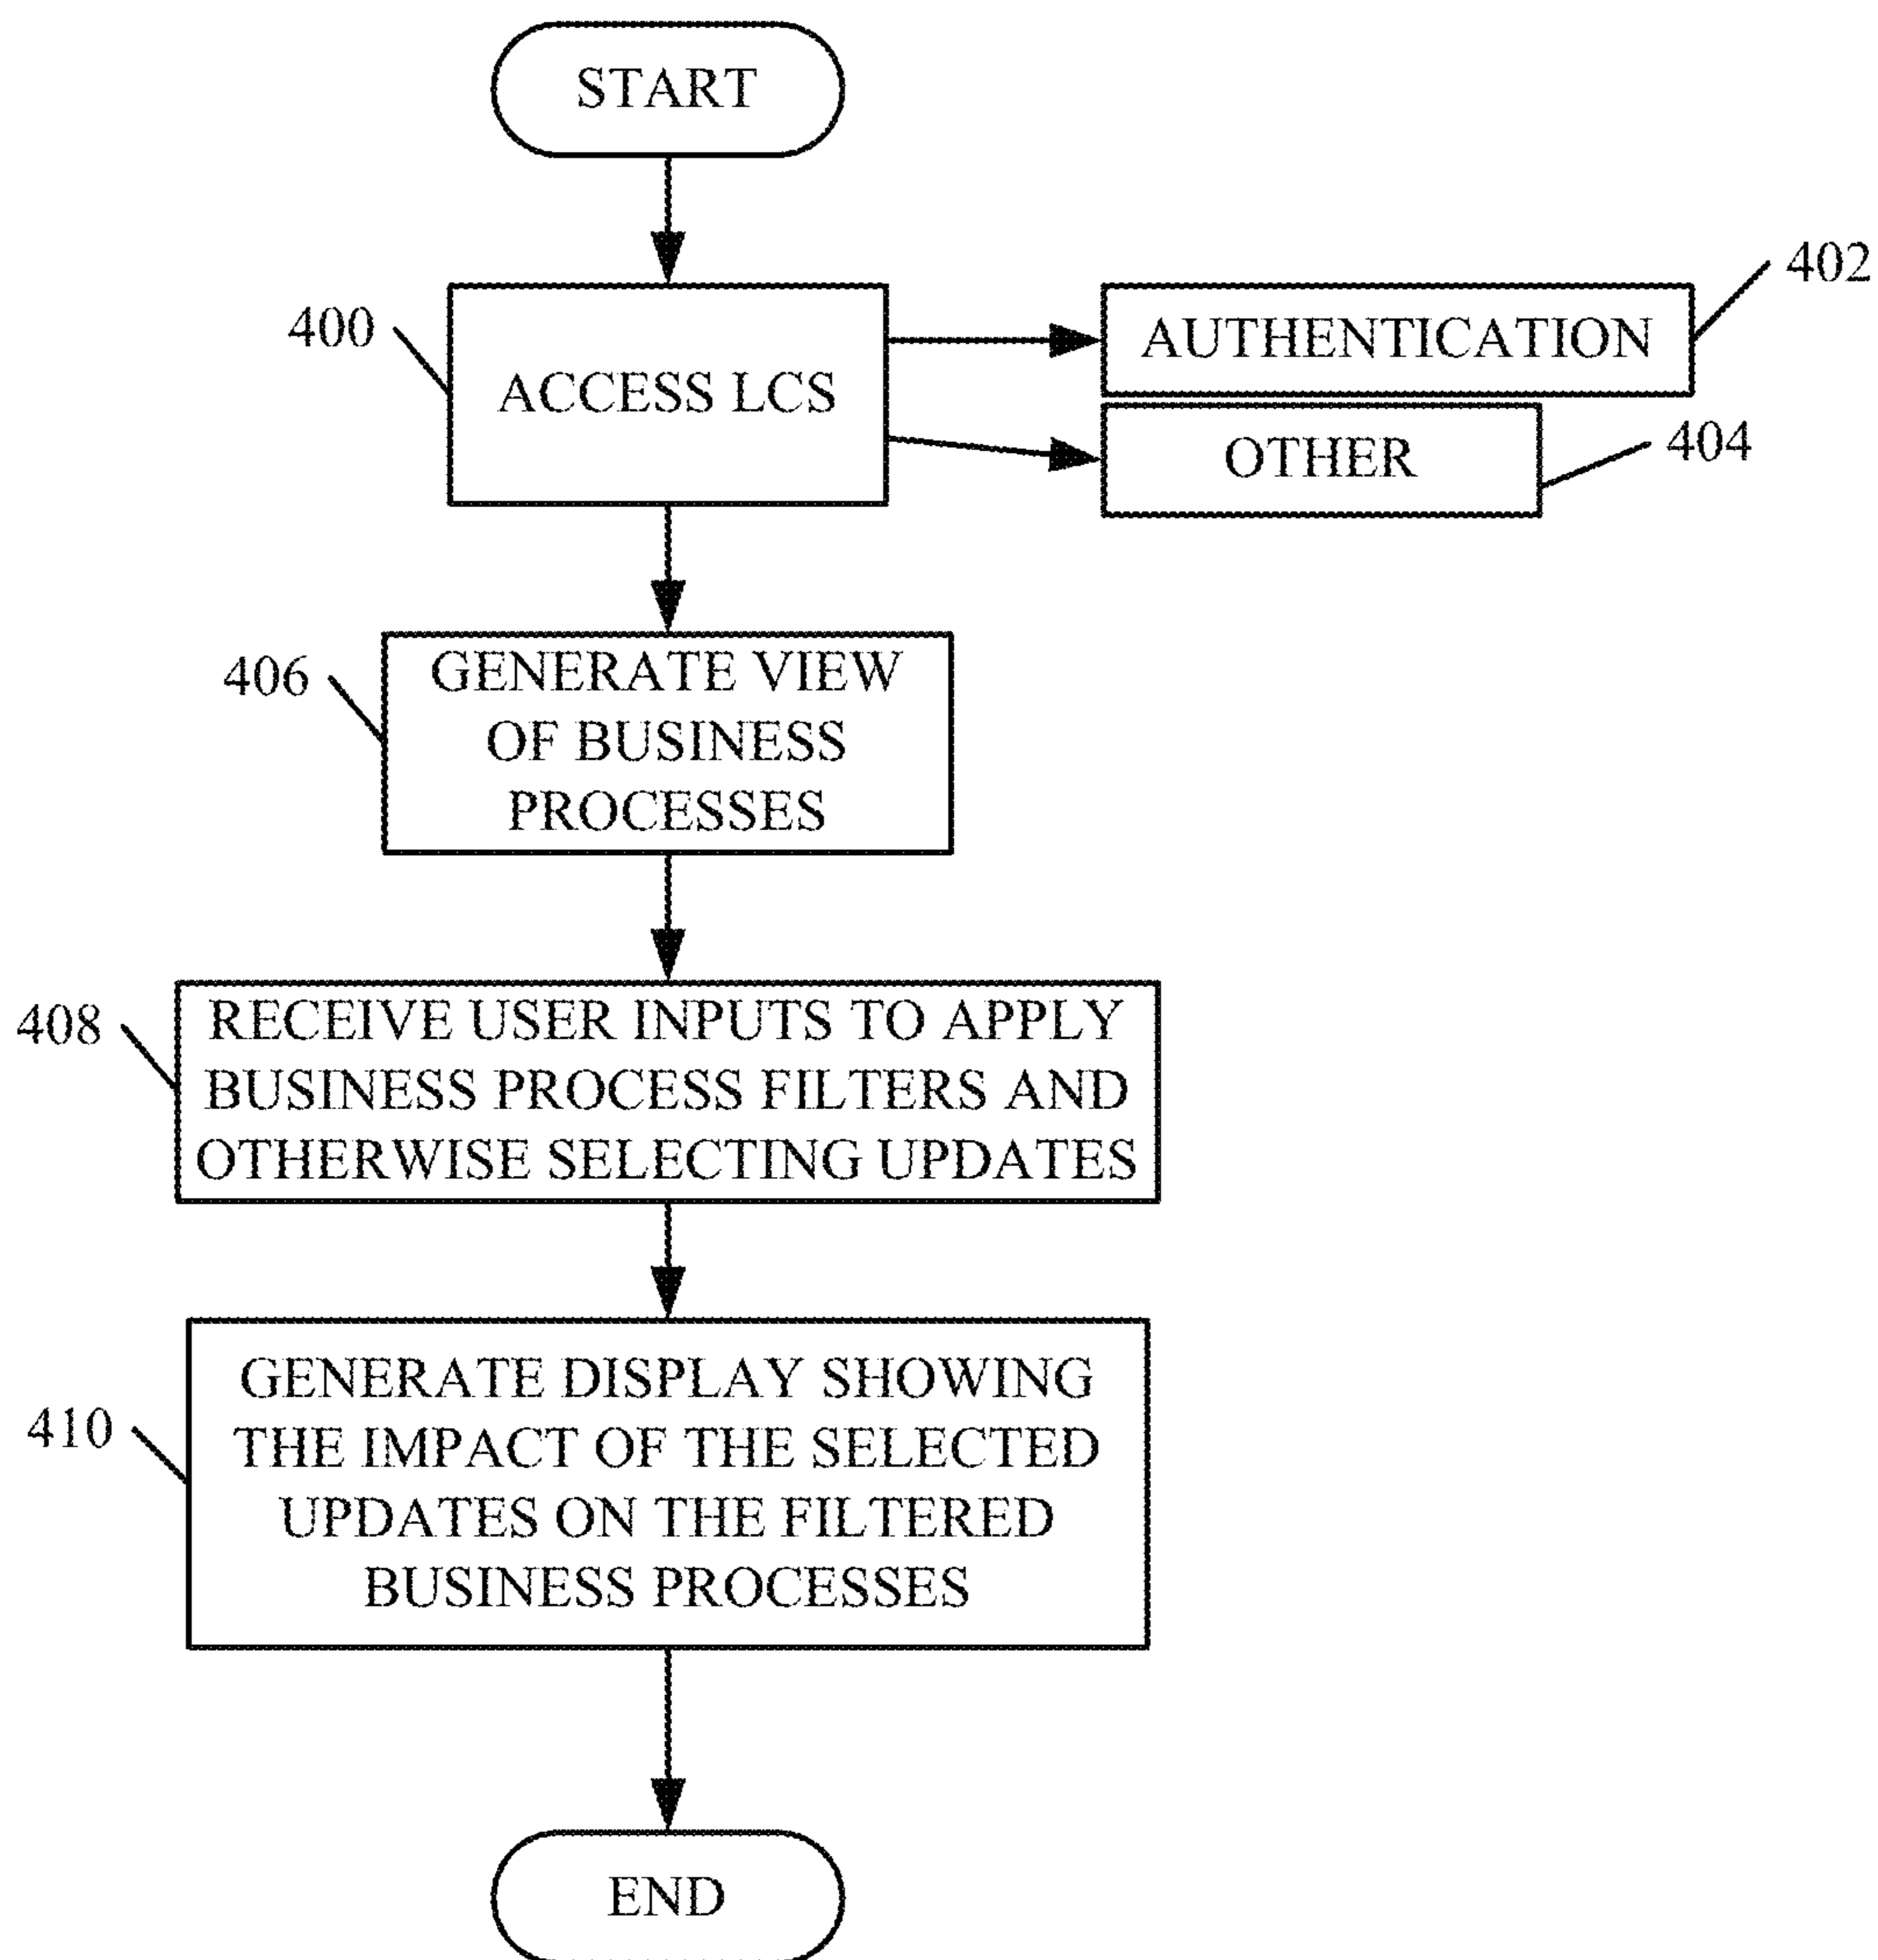 START
402
400
AUTHENTICATION
ACCESS LCS
404
OTHER
406
GENERATE VIEW
OF BUSINESS
PROCESSES
408
RECEIVE USER INPUTS TO APPLY
BUSINESS PROCESS FILTERS AND
OTHERWISE SELECTING UPDATES
410
GENERATE DISPLAY SHOWING
THE IMPACT OF THE SELECTED
UPDATES ON THE FILTERED
BUSINESS PROCESSES
END